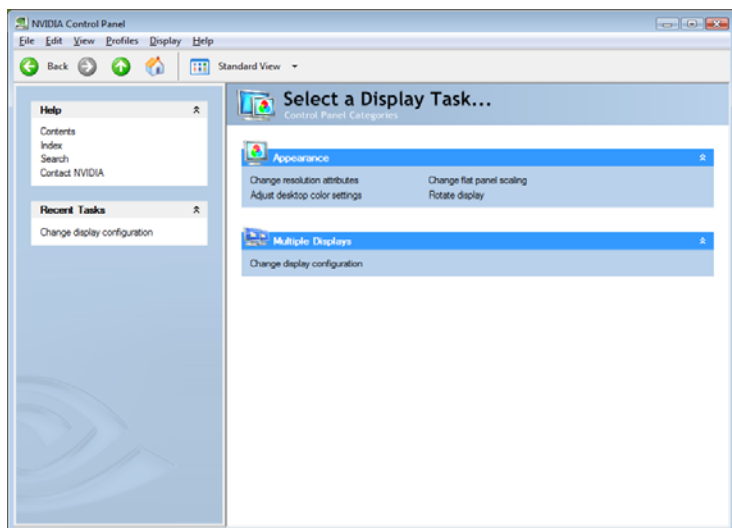 NVIDIA Control Panel
File Edit View Profiles Display Help
Back Standard View
Help
Contents
Index
Search
Contact NVIDIA
Recent Tasks
Change display configuration
Select a Display Task...
Control Panel Categories
Appearance
Change resolution attributes Change flat panel scaling
Adjust desktop color settings Rotate display
Multiple Displays
Change display configuration